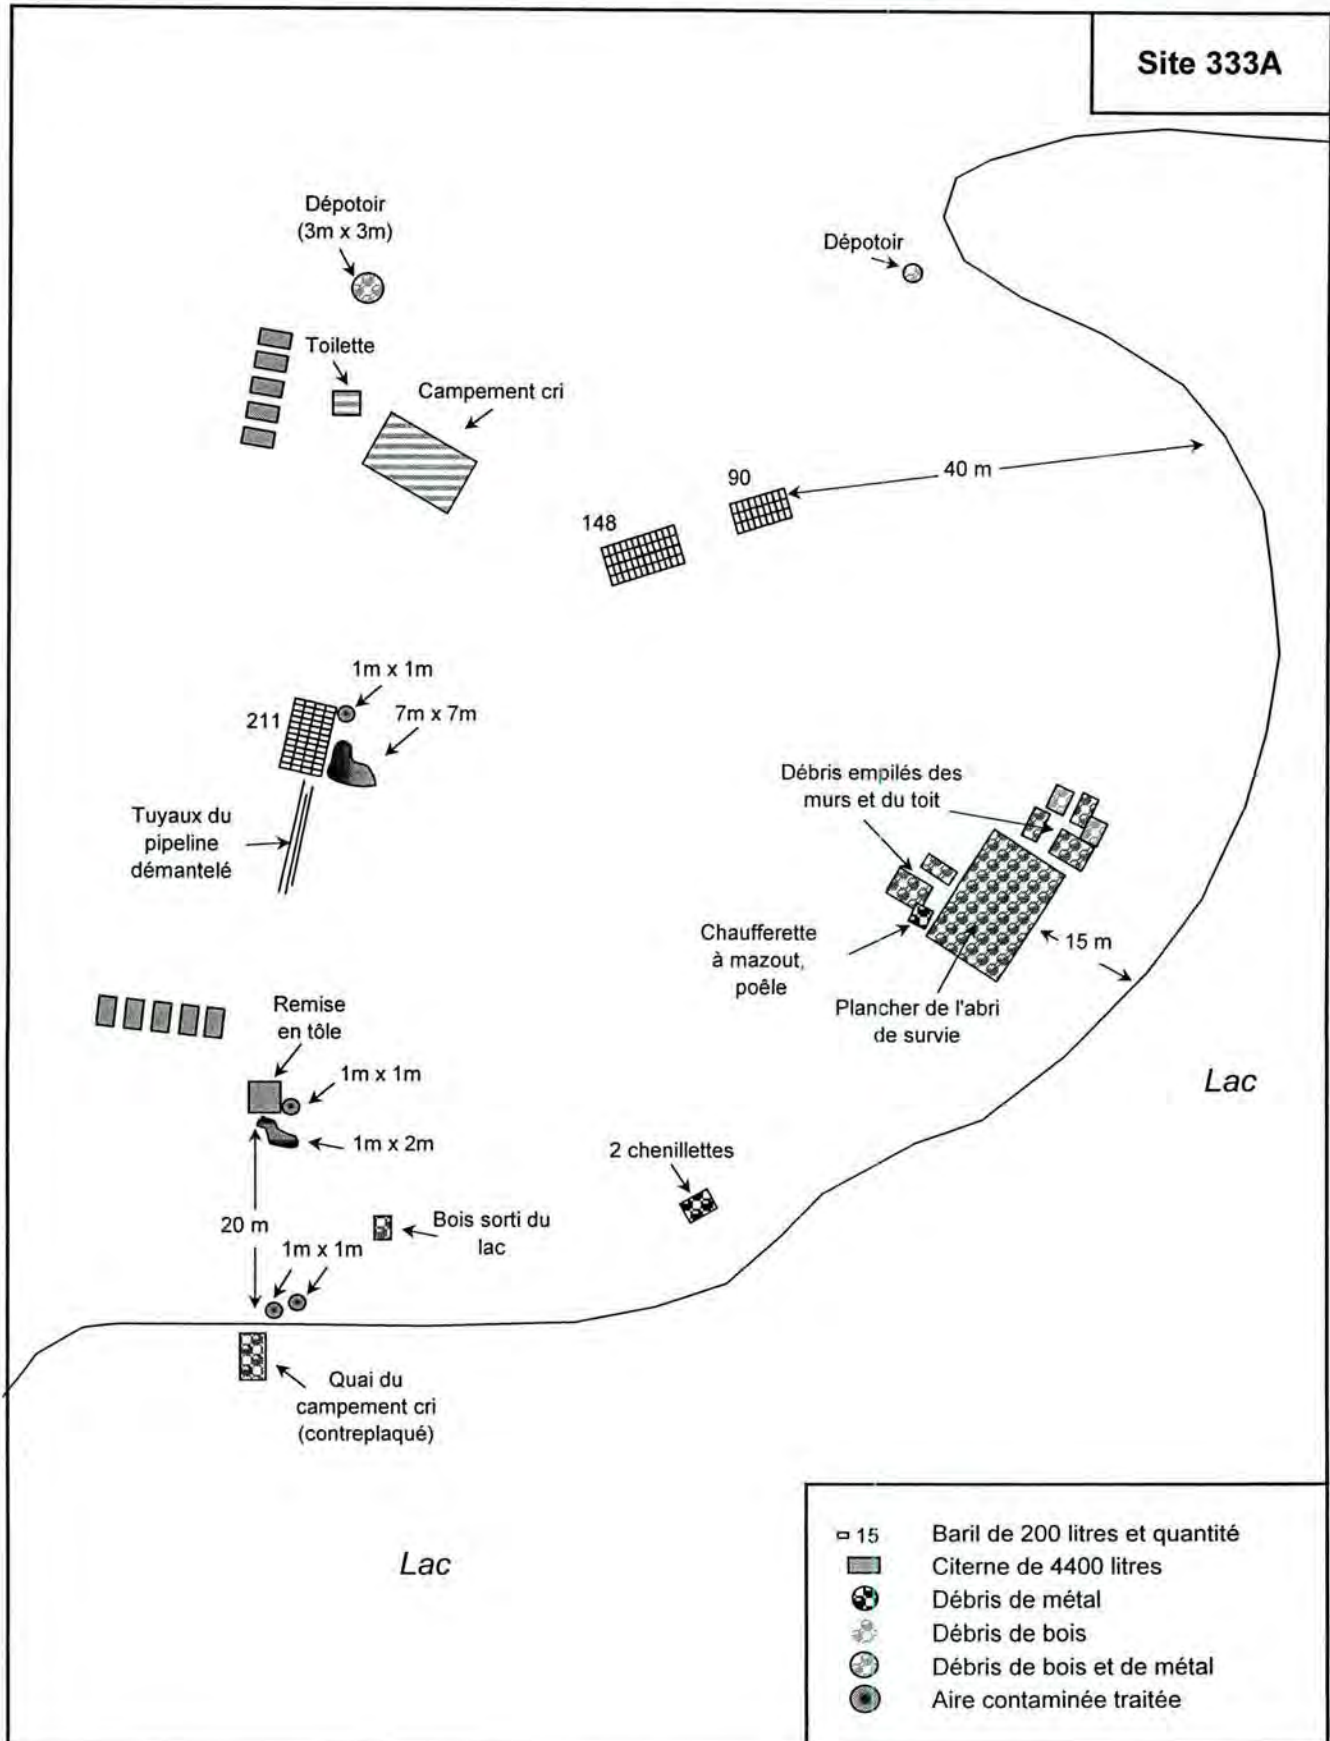 Site 333A
Dépotoir
(3m x 3m)
Dépotoir
Toilette
Campement cri
40 m
90
148
1m x 1m
211
7m x 7m
Tuyaux du
pipeline
démantelé
Débris empilés des
murs et du toit
Chaufferette
à mazout,
poêle
15 m
Plancher de l'abri
de survie
Remise
en tôle
1m x 1m
1m x 2m
Lac
2 chenillettes
20 m
Bois sorti du
lac
1m x 1m
Quai du
campement cri
(contreplaqué)
Lac
15 Baril de 200 litres et quantité
Citerne de 4400 litres
Débris de métal
Débris de bois
Débris de bois et de métal
Aire contaminée traitée